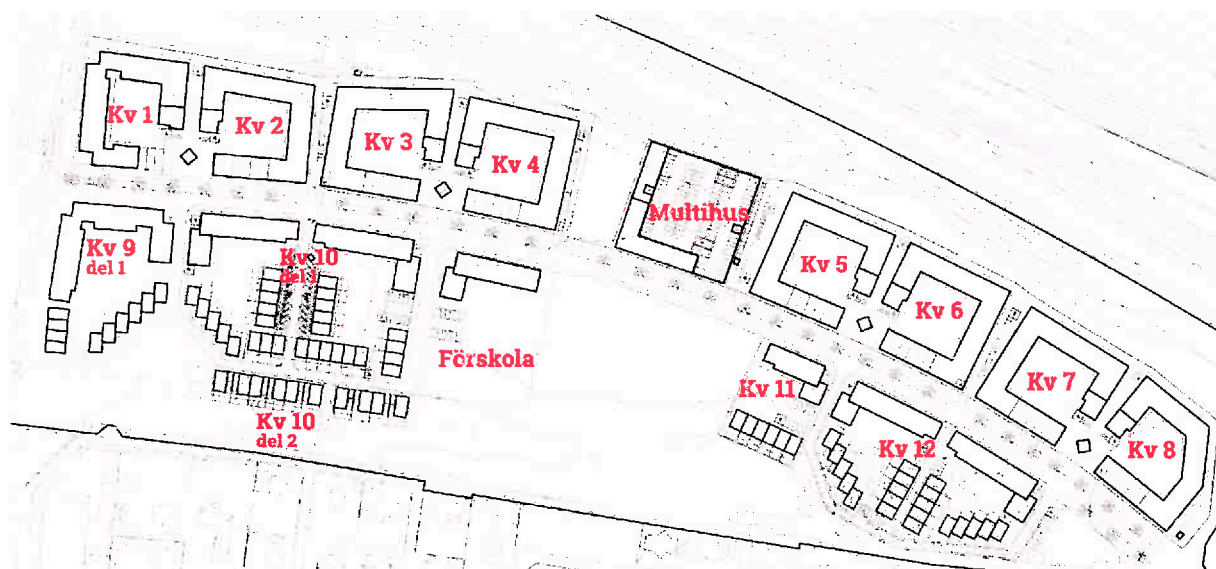 Kv 1
Kv 2
Kv 3
Kv 4
Multihus
Kv 5
Kv 6
Kv 7
Kv 8
Kv 9
del 1
Kv 10
del 1
Förskola
Kv 10
del 2
Kv 11
Kv 12